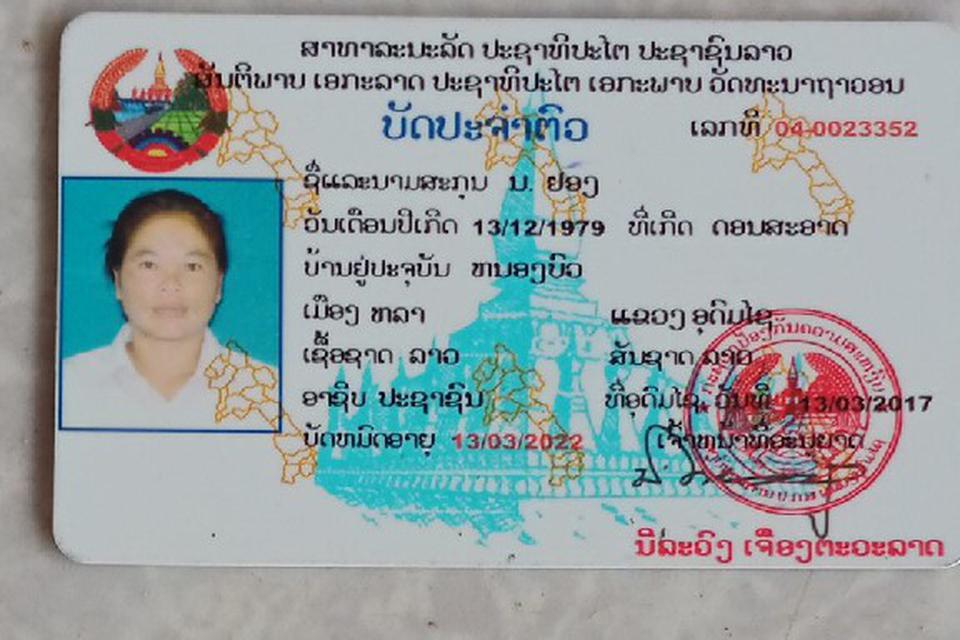 ສາທາລະນະລັດ ປະຊາທິປະໄຕ ປະຊາຊົນລາວ
ສັນຕິພາບ ເອກະລາດ ປະຊາທິປະໄຕ ເອກະພາບ ວັດທະນາຖາວອນ
ບັດປະຈຳຕົວ
ເລກທີ 04-0023352
ຊື່ແລະນາມສະກຸນ ນ. ຢອງ
ວັນເດືອນປີເກີດ 13/12/1979 ທີ່ເກີດ ດອນສະອາດ
ບ້ານຢູ່ປະຈຸບັນ ຫນອງບົວ
ເມືອງ ຫລາ ແຂວງ ອຸດົມໄຊ
ເຊື້ອຊາດ ລາວ ສັນຊາດ ລາວ
ອາຊີບ ປະຊາຊົນ ທີ່ອຸດົມໄຊ ວັນທີ 13/03/2017
ບັດຫມົດອາຍຸ 13/03/2022 ເຈົ້າຫນ້າທີ່ອະນຸຍາດ
ນິລະວົງ ເຈືອງຕະວະລາດ